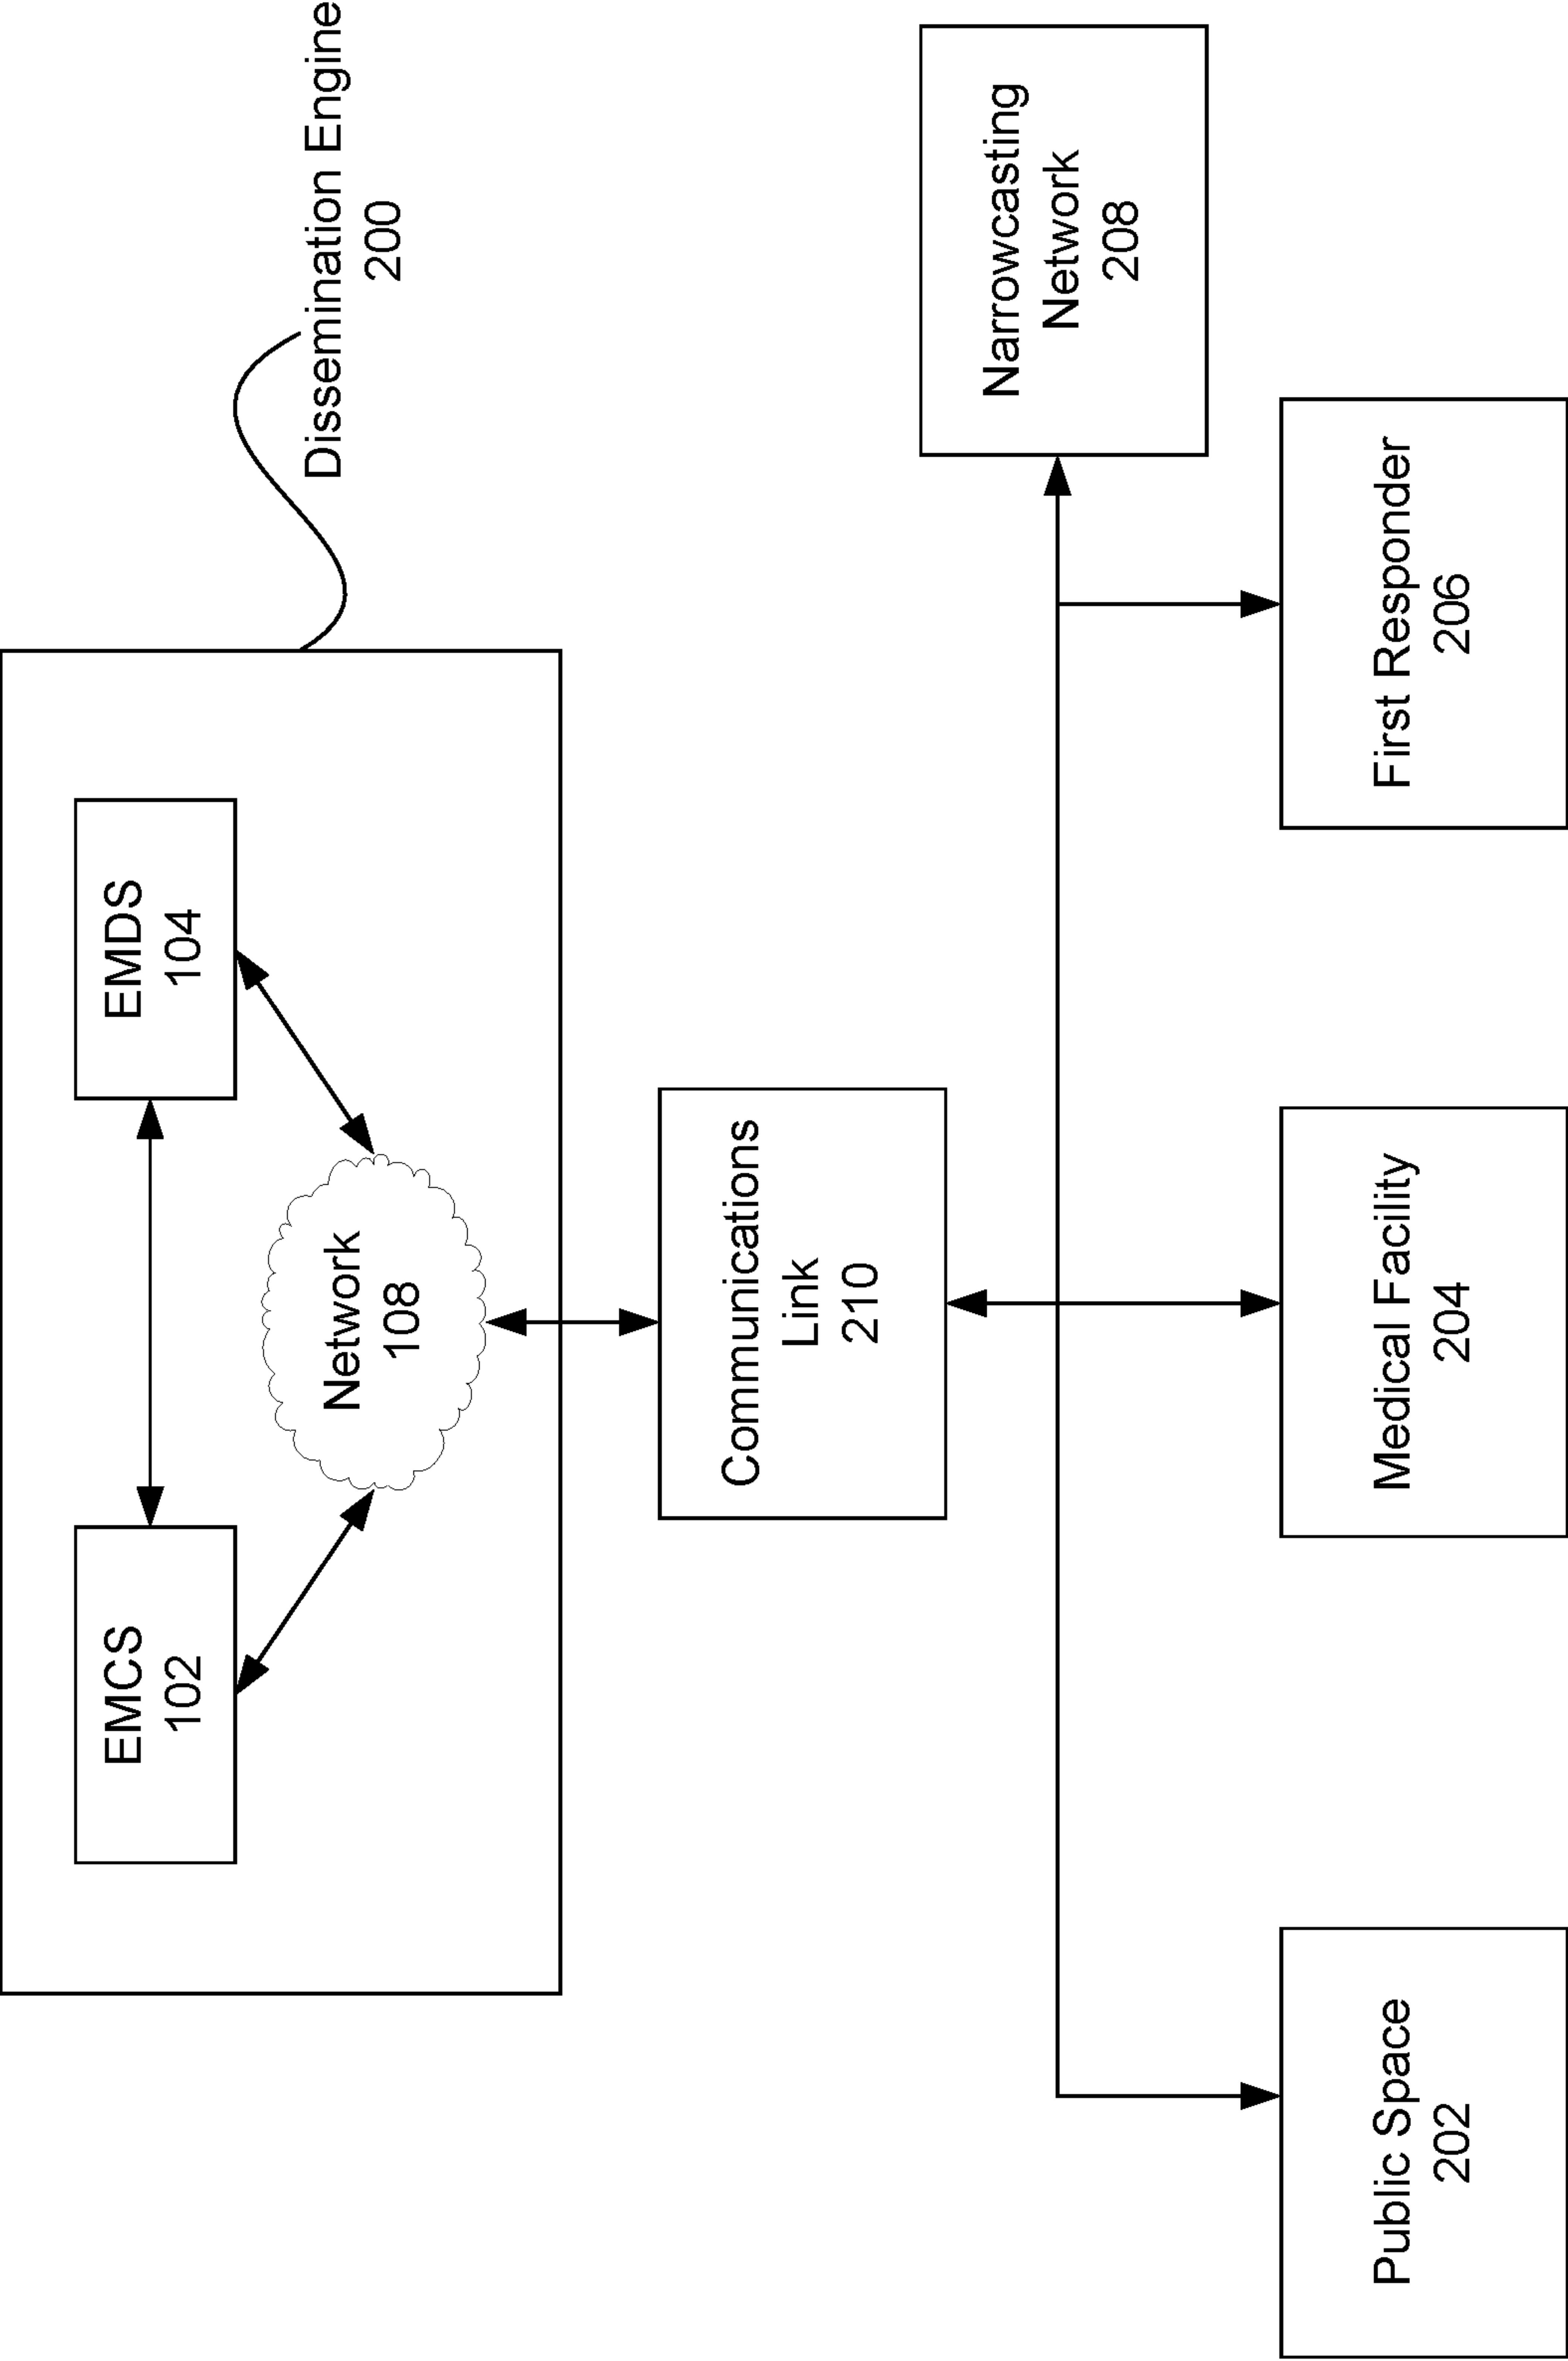 Dissemination Engine
200
EMCS
102
EMDS
104
Network
108
Communications
Link
210
Narrowcasting
Network
208
Public Space
202
Medical Facility
204
First Responder
206